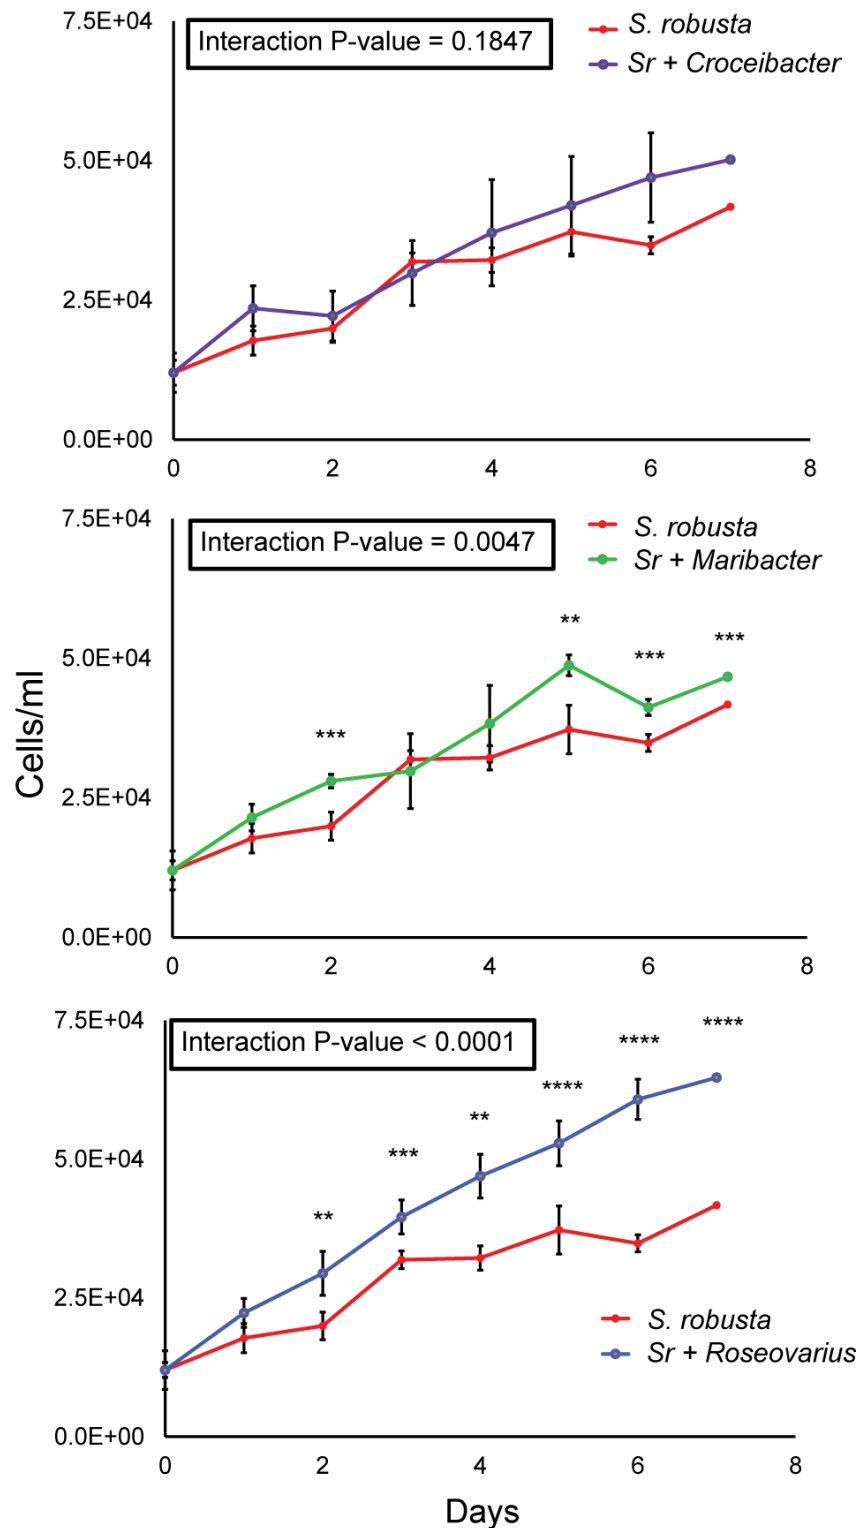 7.5E+04
Interaction P-value = 0.1847
S. robusta
Sr + Croceibacter
5.0E+04
2.5E+04
0.0E+00
0 2 4 6 8
7.5E+04
Interaction P-value = 0.0047
S. robusta
Sr + Maribacter
**
5.0E+04
***
***
***
2.5E+04
0.0E+00
0 2 4 6 8
Cells/ml
7.5E+04
Interaction P-value < 0.0001
****
****
****
**
5.0E+04
***
**
2.5E+04
S. robusta
Sr + Roseovarius
0.0E+00
0 2 4 6 8
Days